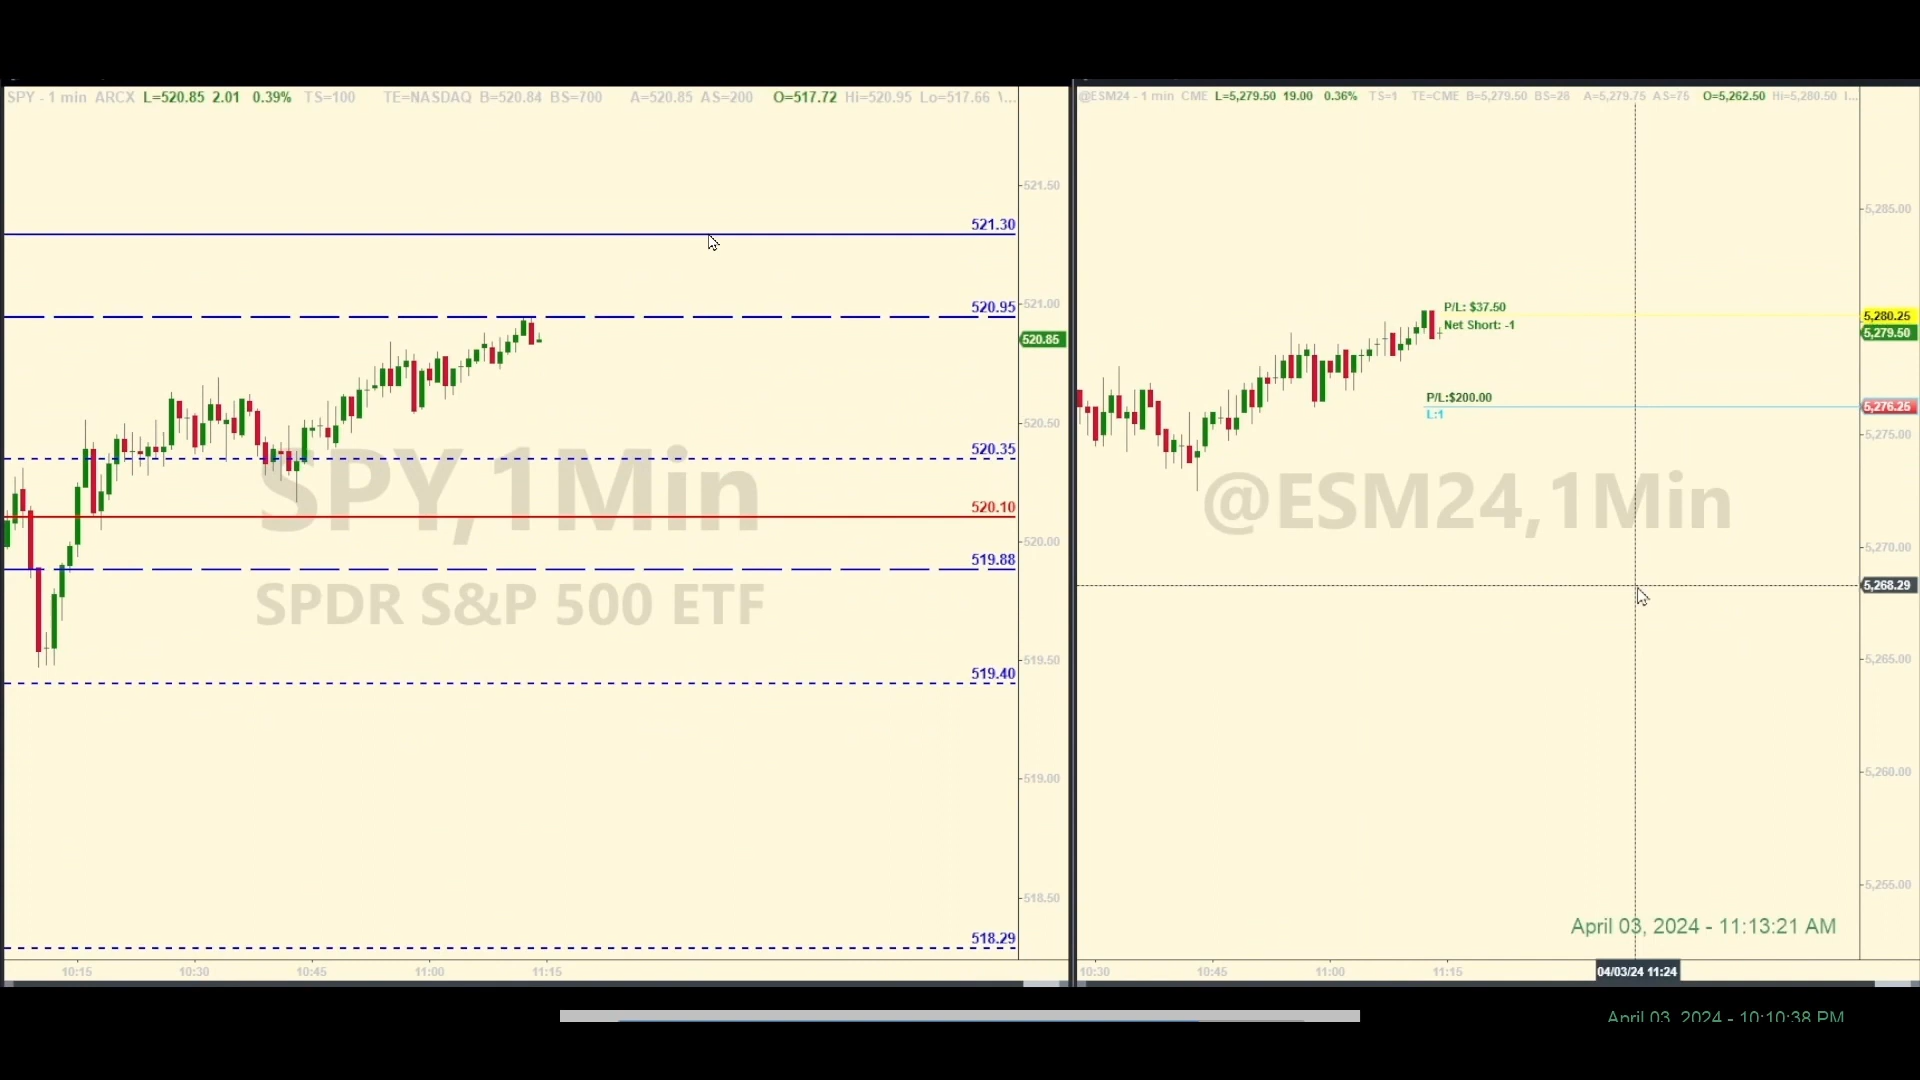 SPY - 1 min ARCX L=520.85 2.01 0.39% TS=100 TE=NASDAQ B=520.84 BS=700 A=520.85 AS=200 O=517.72 Hi=520.95 Lo=517.66 \...
521.50
521.30
521.00
520.95
520.85
520.50
520.35
520.10
520.00
519.88
519.50
519.40
519.00
518.50
518.29
SPY,1Min
SPDR S&P 500 ETF
10:15 10:30 10:45 11:00 11:15
@ESM24 - 1 min CME L=5,279.50 19.00 0.36% TS=1 TE=CME B=5,279.50 BS=28 A=5,279.75 AS=75 O=5,262.50 Hi=5,280.50 l...
5,285.00
P/L: $37.50
5,280.25
Net Short: -1
5,279.50
P/L:$200.00
5,276.25
L:1
5,275.00
@ESM24,1Min
5,270.00
5,268.29
5,265.00
5,260.00
5,255.00
April 03, 2024 - 11:13:21 AM
10:30 10:45 11:00 11:15 04/03/24 11:24
April 03, 2024 - 10:10:38 PM